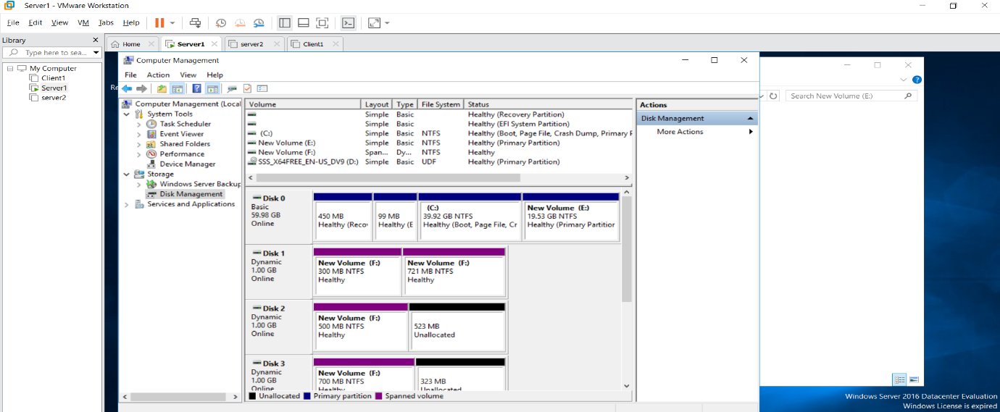 Server1 - VMware Workstation
File Edit View VM Tabs Help
Library
Type here to sea...
My Computer
Client1
Server1
server2
Home Server1 server2 Client1
Re
Computer Management
File Action View Help
Computer Management (Local
System Tools
Task Scheduler
Event Viewer
Shared Folders
Performance
Device Manager
Storage
Windows Server Backup
Disk Management
Services and Applications
Volume Layout Type File System Status
Simple Basic Healthy (Recovery Partition)
Simple Basic Healthy (EFI System Partition)
(C:) Simple Basic NTFS Healthy (Boot, Page File, Crash Dump, Primary F
New Volume (E:) Simple Basic NTFS Healthy (Primary Partition)
New Volume (F:) Span... Dy... NTFS Healthy
SSS_X64FREE_EN-US_DV9 (D:) Simple Basic UDF Healthy (Primary Partition)
Disk 0
Basic
59.98 GB
Online
450 MB
Healthy (Reco
99 MB
Healthy (E
(C:)
39.92 GB NTFS
Healthy (Boot, Page File, Cr
New Volume (E:)
19.53 GB NTFS
Healthy (Primary Partitior
Disk 1
Dynamic
1.00 GB
Online
New Volume (F:)
300 MB NTFS
Healthy
New Volume (F:)
721 MB NTFS
Healthy
Disk 2
Dynamic
1.00 GB
Online
New Volume (F:)
500 MB NTFS
Healthy
523 MB
Unallocated
Disk 3
Dynamic
1.00 GB
Online
New Volume (F:)
700 MB NTFS
Healthy
323 MB
Unallocated
Unallocated Primary partition Spanned volume
Actions
Disk Management
More Actions
Search New Volume (E:)
Windows Server 2016 Datacenter Evaluation
Windows License is expired